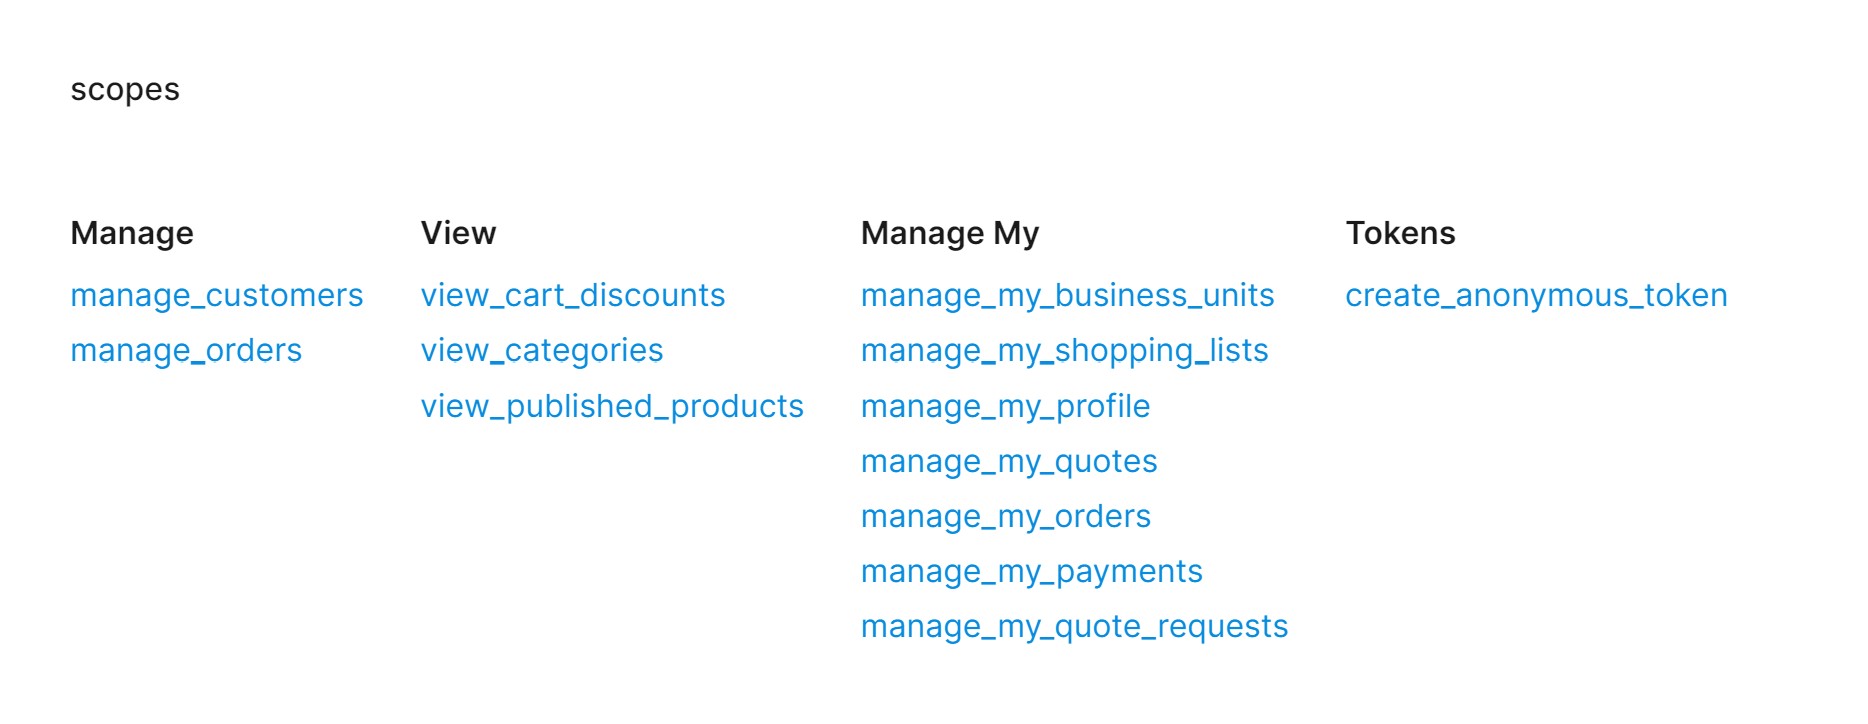 scopes
Manage
manage_customers
manage_orders
View
view_cart_discounts
view_categories
view_published_products
Manage My
manage_my_business_units
manage_my_shopping_lists
manage_my_profile
manage_my_quotes
manage_my_orders
manage_my_payments
manage_my_quote_requests
Tokens
create_anonymous_token